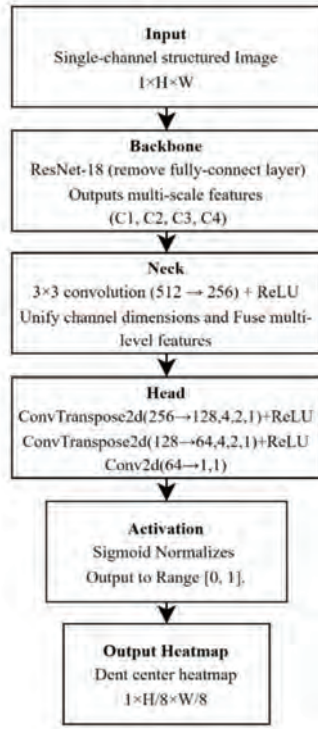 Input
Single-channel structured Image
1×H×W
Backbone
ResNet-18 (remove fully-connect layer)
Outputs multi-scale features
(C1, C2, C3, C4)
Neck
3×3 convolution (512 → 256) + ReLU
Unify channel dimensions and Fuse multi-
level features
Head
ConvTranspose2d(256→128,4,2,1)+ReLU
ConvTranspose2d(128→64,4,2,1)+ReLU
Conv2d(64→1,1)
Activation
Sigmoid Normalizes
Output to Range [0, 1].
Output Heatmap
Dent center heatmap
1×H/8×W/8